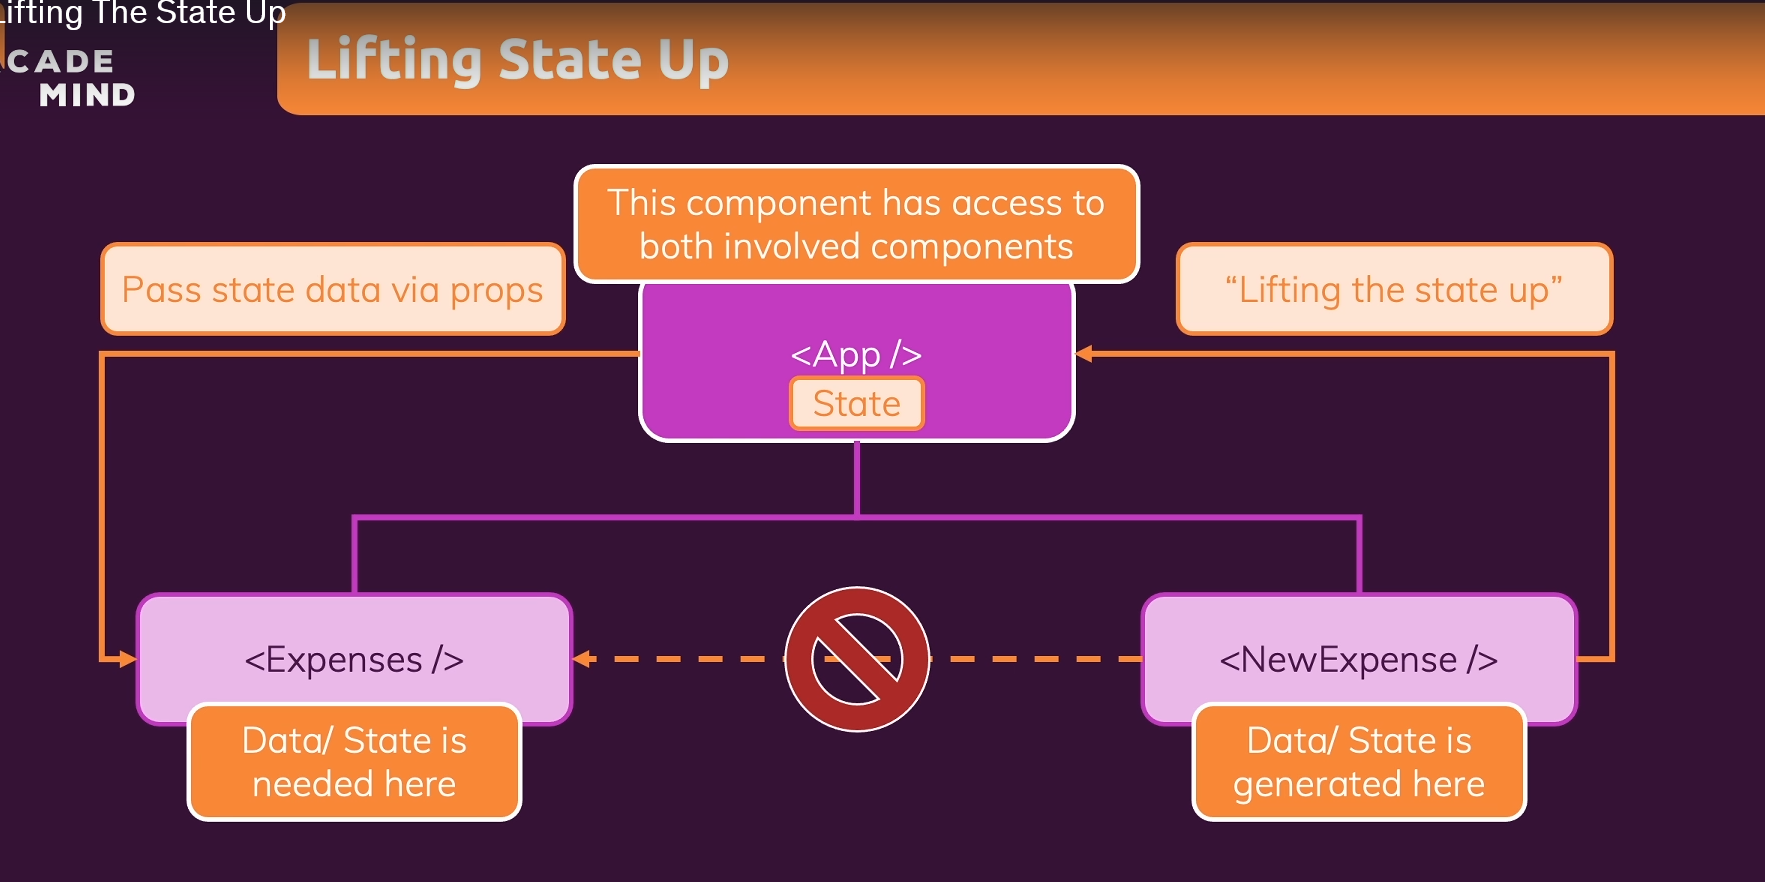 Lifting The State Up
CADE
MIND
Lifting State Up
This component has access to
both involved components
Pass state data via props
“Lifting the state up”
<App />
State
<Expenses />
<NewExpense />
Data/ State is
needed here
Data/ State is
generated here